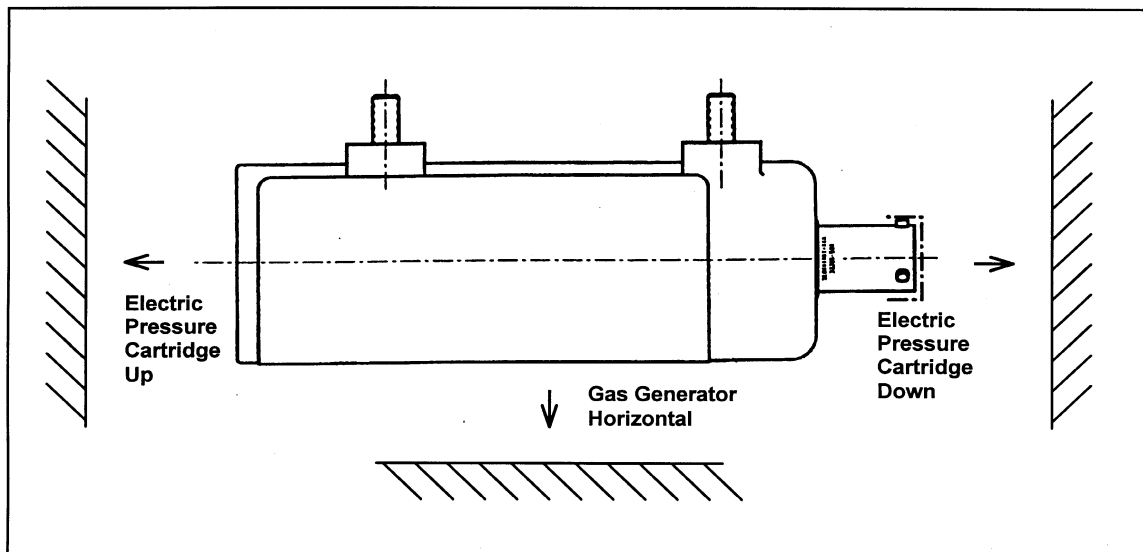 Electric
Pressure
Cartridge
Up
Gas Generator
Horizontal
Electric
Pressure
Cartridge
Down